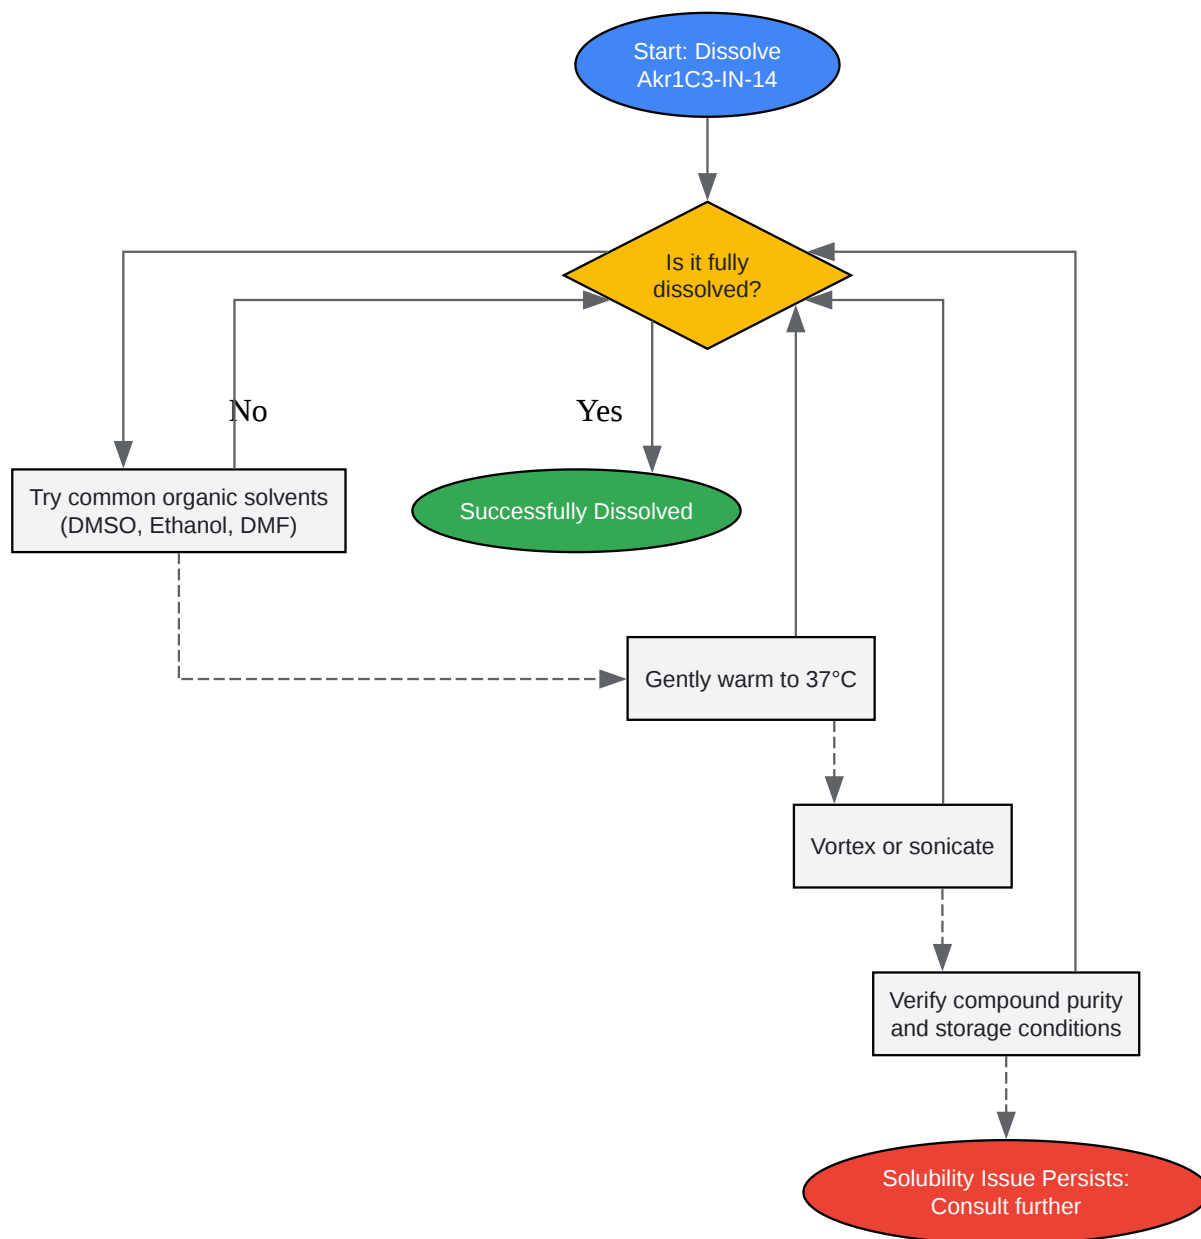 Start: Dissolve
Akr1C3-IN-14
Is it fully
dissolved?
No
Yes
Try common organic solvents
(DMSO, Ethanol, DMF)
Successfully Dissolved
Gently warm to 37°C
Vortex or sonicate
Verify compound purity
and storage conditions
Solubility Issue Persists:
Consult further